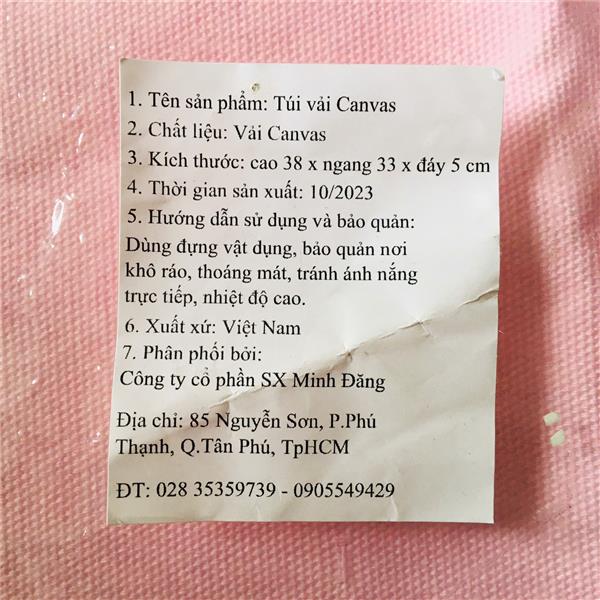 1. Tên sản phẩm: Túi vải Canvas
2. Chất liệu: Vải Canvas
3. Kích thước: cao 38 x ngang 33 x đáy 5 cm
4. Thời gian sản xuất: 10/2023
5. Hướng dẫn sử dụng và bảo quản:
Dùng đựng vật dụng, bảo quản nơi
khô ráo, thoáng mát, tránh ánh nắng
trực tiếp, nhiệt độ cao.
6. Xuất xứ: Việt Nam
7. Phân phối bởi:
Công ty cổ phần SX Minh Đăng
Địa chỉ: 85 Nguyễn Sơn, P.Phú
Thạnh, Q.Tân Phú, TpHCM
ĐT: 028 35359739 - 0905549429